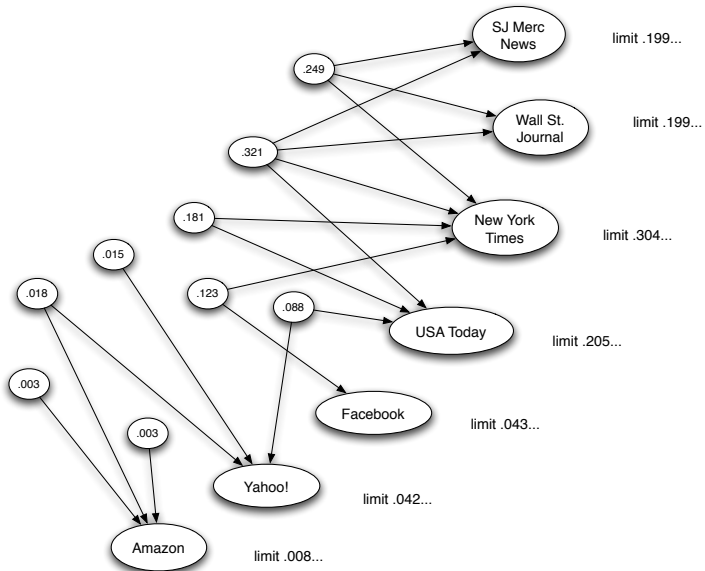 SJ Merc
News
limit .199...
.249
Wall St.
Journal
limit .199...
.321
.181
New York
Times
limit .304...
.015
.018
.123
.088
USA Today
limit .205...
.003
Facebook
limit .043...
.003
Yahoo!
limit .042...
Amazon
limit .008...